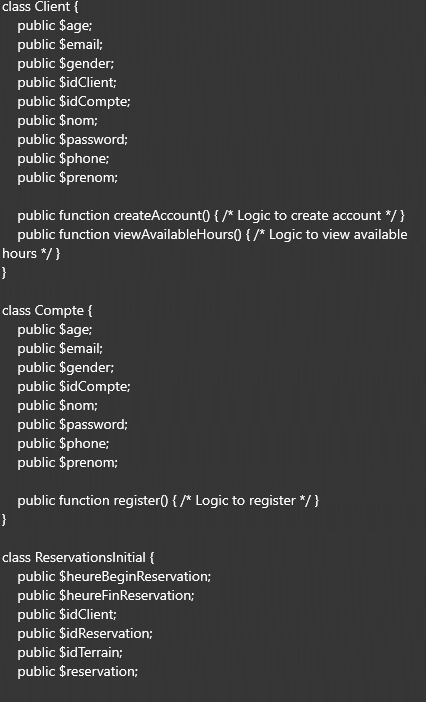 class Client {
public $age;
public $email;
public $gender;
public $idClient;
public $idCompte;
public $nom;
public $password;
public $phone;
public $prenom;
public function createAccount() { /* Logic to create account */ }
public function viewAvailableHours() { /* Logic to view available
hours */ }
}
class Compte {
public $age;
public $email;
public $gender;
public $idCompte;
public $nom;
public $password;
public $phone;
public $prenom;
public function register() { /* Logic to register */ }
}
class ReservationsInitial {
public $heureBeginReservation;
public $heureFinReservation;
public $idClient;
public $idReservation;
public $idTerrain;
public $reservation;